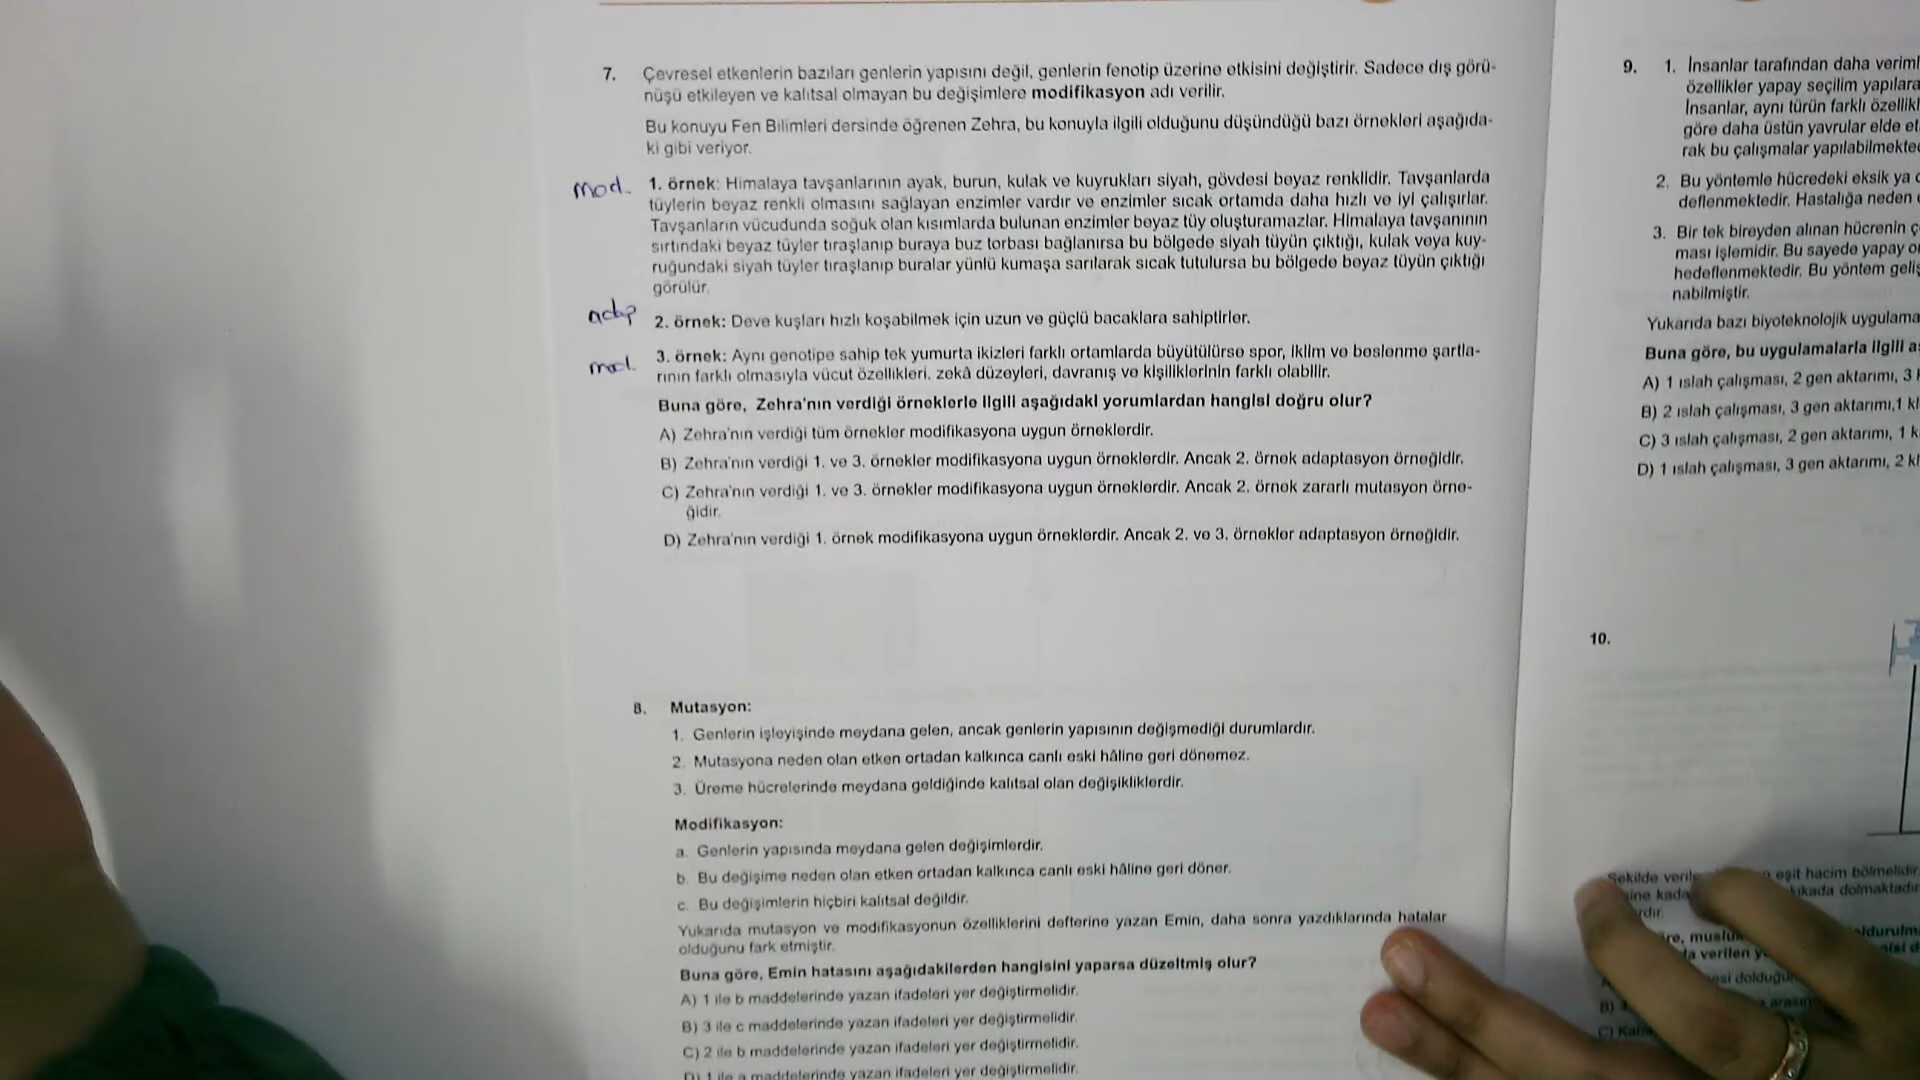 7. Çevresel etkenlerin bazıları genlerin yapısını değil, genlerin fenotip üzerine etkisini değiştirir. Sadece dış görü-
nüşü etkileyen ve kalıtsal olmayan bu değişimlere modifikasyon adı verilir.
Bu konuyu Fen Bilimleri dersinde öğrenen Zehra, bu konuyla ilgili olduğunu düşündüğü bazı örnekleri aşağıda-
ki gibi veriyor.
mod. 1. örnek: Himalaya tavşanlarının ayak, burun, kulak ve kuyrukları siyah, gövdesi beyaz renklidir. Tavşanlarda
tüylerin beyaz renkli olmasını sağlayan enzimler vardır ve enzimler sıcak ortamda daha hızlı ve iyi çalışırlar.
Tavşanların vücudunda soğuk olan kısımlarda bulunan enzimler beyaz tüy oluşturamazlar. Himalaya tavşanının
sırtındaki beyaz tüyler tıraşlanıp buraya buz torbası bağlanırsa bu bölgede siyah tüyün çıktığı, kulak veya kuy-
ruğundaki siyah tüyler tıraşlanıp buralar yünlü kumaşa sarılarak sıcak tutulursa bu bölgede beyaz tüyün çıktığı
görülür.
adap 2. örnek: Deve kuşları hızlı koşabilmek için uzun ve güçlü bacaklara sahiptirler.
mod. 3. örnek: Aynı genotipe sahip tek yumurta ikizleri farklı ortamlarda büyütülürse spor, iklim ve beslenme şartla-
rının farklı olmasıyla vücut özellikleri, zekâ düzeyleri, davranış ve kişiliklerinin farklı olabilir.
Buna göre, Zehra'nın verdiği örneklerle ilgili aşağıdaki yorumlardan hangisi doğru olur?
A) Zehra'nın verdiği tüm örnekler modifikasyona uygun örneklerdir.
B) Zehra'nın verdiği 1. ve 3. örnekler modifikasyona uygun örneklerdir. Ancak 2. örnek adaptasyon örneğidir.
C) Zehra'nın verdiği 1. ve 3. örnekler modifikasyona uygun örneklerdir. Ancak 2. örnek zararlı mutasyon örne-
ğidir.
D) Zehra'nın verdiği 1. örnek modifikasyona uygun örneklerdir. Ancak 2. ve 3. örnekler adaptasyon örneğidir.
8. Mutasyon:
1. Genlerin işleyişinde meydana gelen, ancak genlerin yapısının değişmediği durumlardır.
2. Mutasyona neden olan etken ortadan kalkınca canlı eski hâline geri dönemez.
3. Üreme hücrelerinde meydana geldiğinde kalıtsal olan değişikliklerdir.
Modifikasyon:
a. Genlerin yapısında meydana gelen değişimlerdir.
b. Bu değişime neden olan etken ortadan kalkınca canlı eski hâline geri döner.
c. Bu değişimlerin hiçbiri kalıtsal değildir.
Yukarıda mutasyon ve modifikasyonun özelliklerini defterine yazan Emin, daha sonra yazdıklarında hatalar
olduğunu fark etmiştir.
Buna göre, Emin hatasını aşağıdakilerden hangisini yaparsa düzeltmiş olur?
A) 1 ile b maddelerinde yazan ifadeleri yer değiştirmelidir.
B) 3 ile c maddelerinde yazan ifadeleri yer değiştirmelidir.
C) 2 ile b maddelerinde yazan ifadeleri yer değiştirmelidir.
D) 1 ile a maddelerinde yazan ifadeleri yer değiştirmelidir.
9. 1. İnsanlar tarafından daha veriml
özellikler yapay seçilim yapılara
İnsanlar, aynı türün farklı özellikl
göre daha üstün yavrular elde et
rak bu çalışmalar yapılabilmekte
2. Bu yöntemle hücredeki eksik ya
deflenmektedir. Hastalığa neden
3. Bir tek bireyden alınan hücrenin ç
ması işlemidir. Bu sayede yapay o
hedeflenmektedir. Bu yöntem geliş
nabilmiştir.
Yukarıda bazı biyoteknolojik uygulama
Buna göre, bu uygulamalarla ilgili a
A) 1 ıslah çalışması, 2 gen aktarımı, 3
B) 2 ıslah çalışması, 3 gen aktarımı,1 kl
C) 3 ıslah çalışması, 2 gen aktarımı, 1 k
D) 1 ıslah çalışması, 3 gen aktarımı, 2 kl
10.
Şekilde verile eşit hacim bölmelidir.
kada dolmaktadır
muslu
verilen
B)
C)